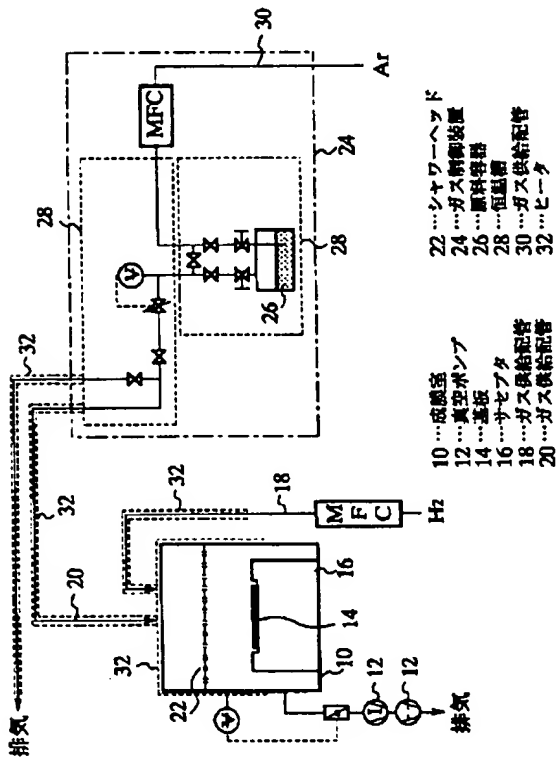 排気
32
20
32
28
MFC
30
Ar
24
V
28
26
32
18
MFC
H2
32
22
16
14
10
12
12
排気
10…成膜室
12…真空ポンプ
14…基板
16…サセプタ
18…ガス供給配管
20…ガス供給配管
22…シャワーヘッド
24…ガス制御装置
26…原料容器
28…恒温槽
30…ガス供給配管
32…ヒータ